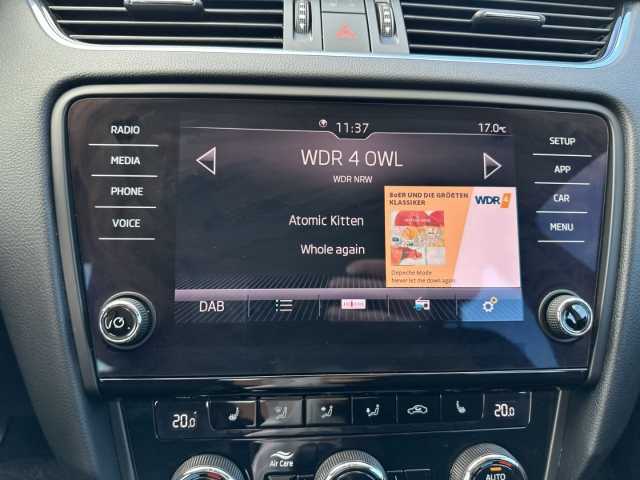 11:37
17.0°C
RADIO
MEDIA
PHONE
VOICE
WDR 4 OWL
WDR NRW
Atomic Kitten
Whole again
80ER UND DIE GRÖßTEN
KLASSIKER
WDR 4
Depeche Mode
Never let me down again
SETUP
APP
CAR
MENU
DAB
20.0
20.0
Air Care
AUTO